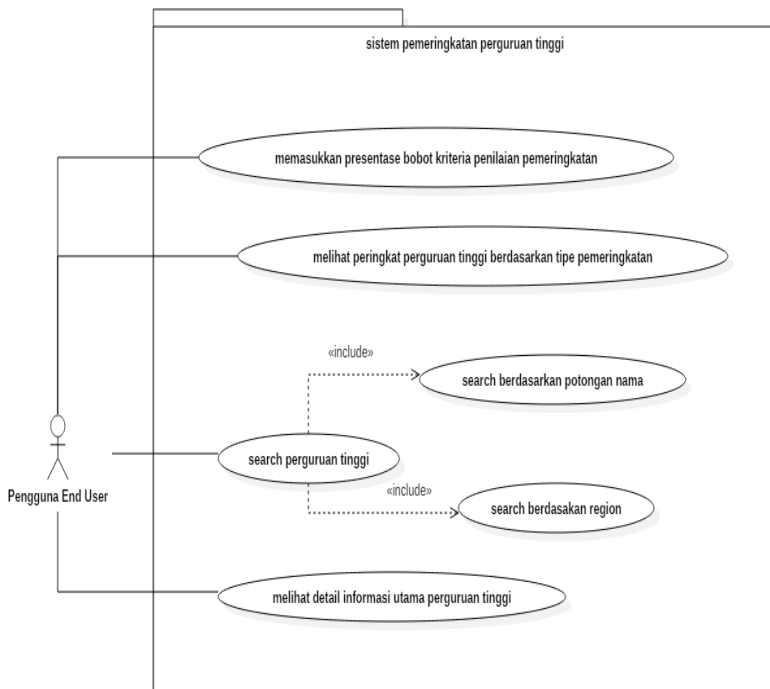 sistem pemeringkatan perguruan tinggi
memasukkan presentase bobot kriteria penilaian pemeringkatan
melihat peringkat perguruan tinggi berdasarkan tipe pemeringkatan
«include»
search berdasarkan potongan nama
search perguruan tinggi
«include»
Pengguna End User
search berdasakan region
melihat detail informasi utama perguruan tinggi